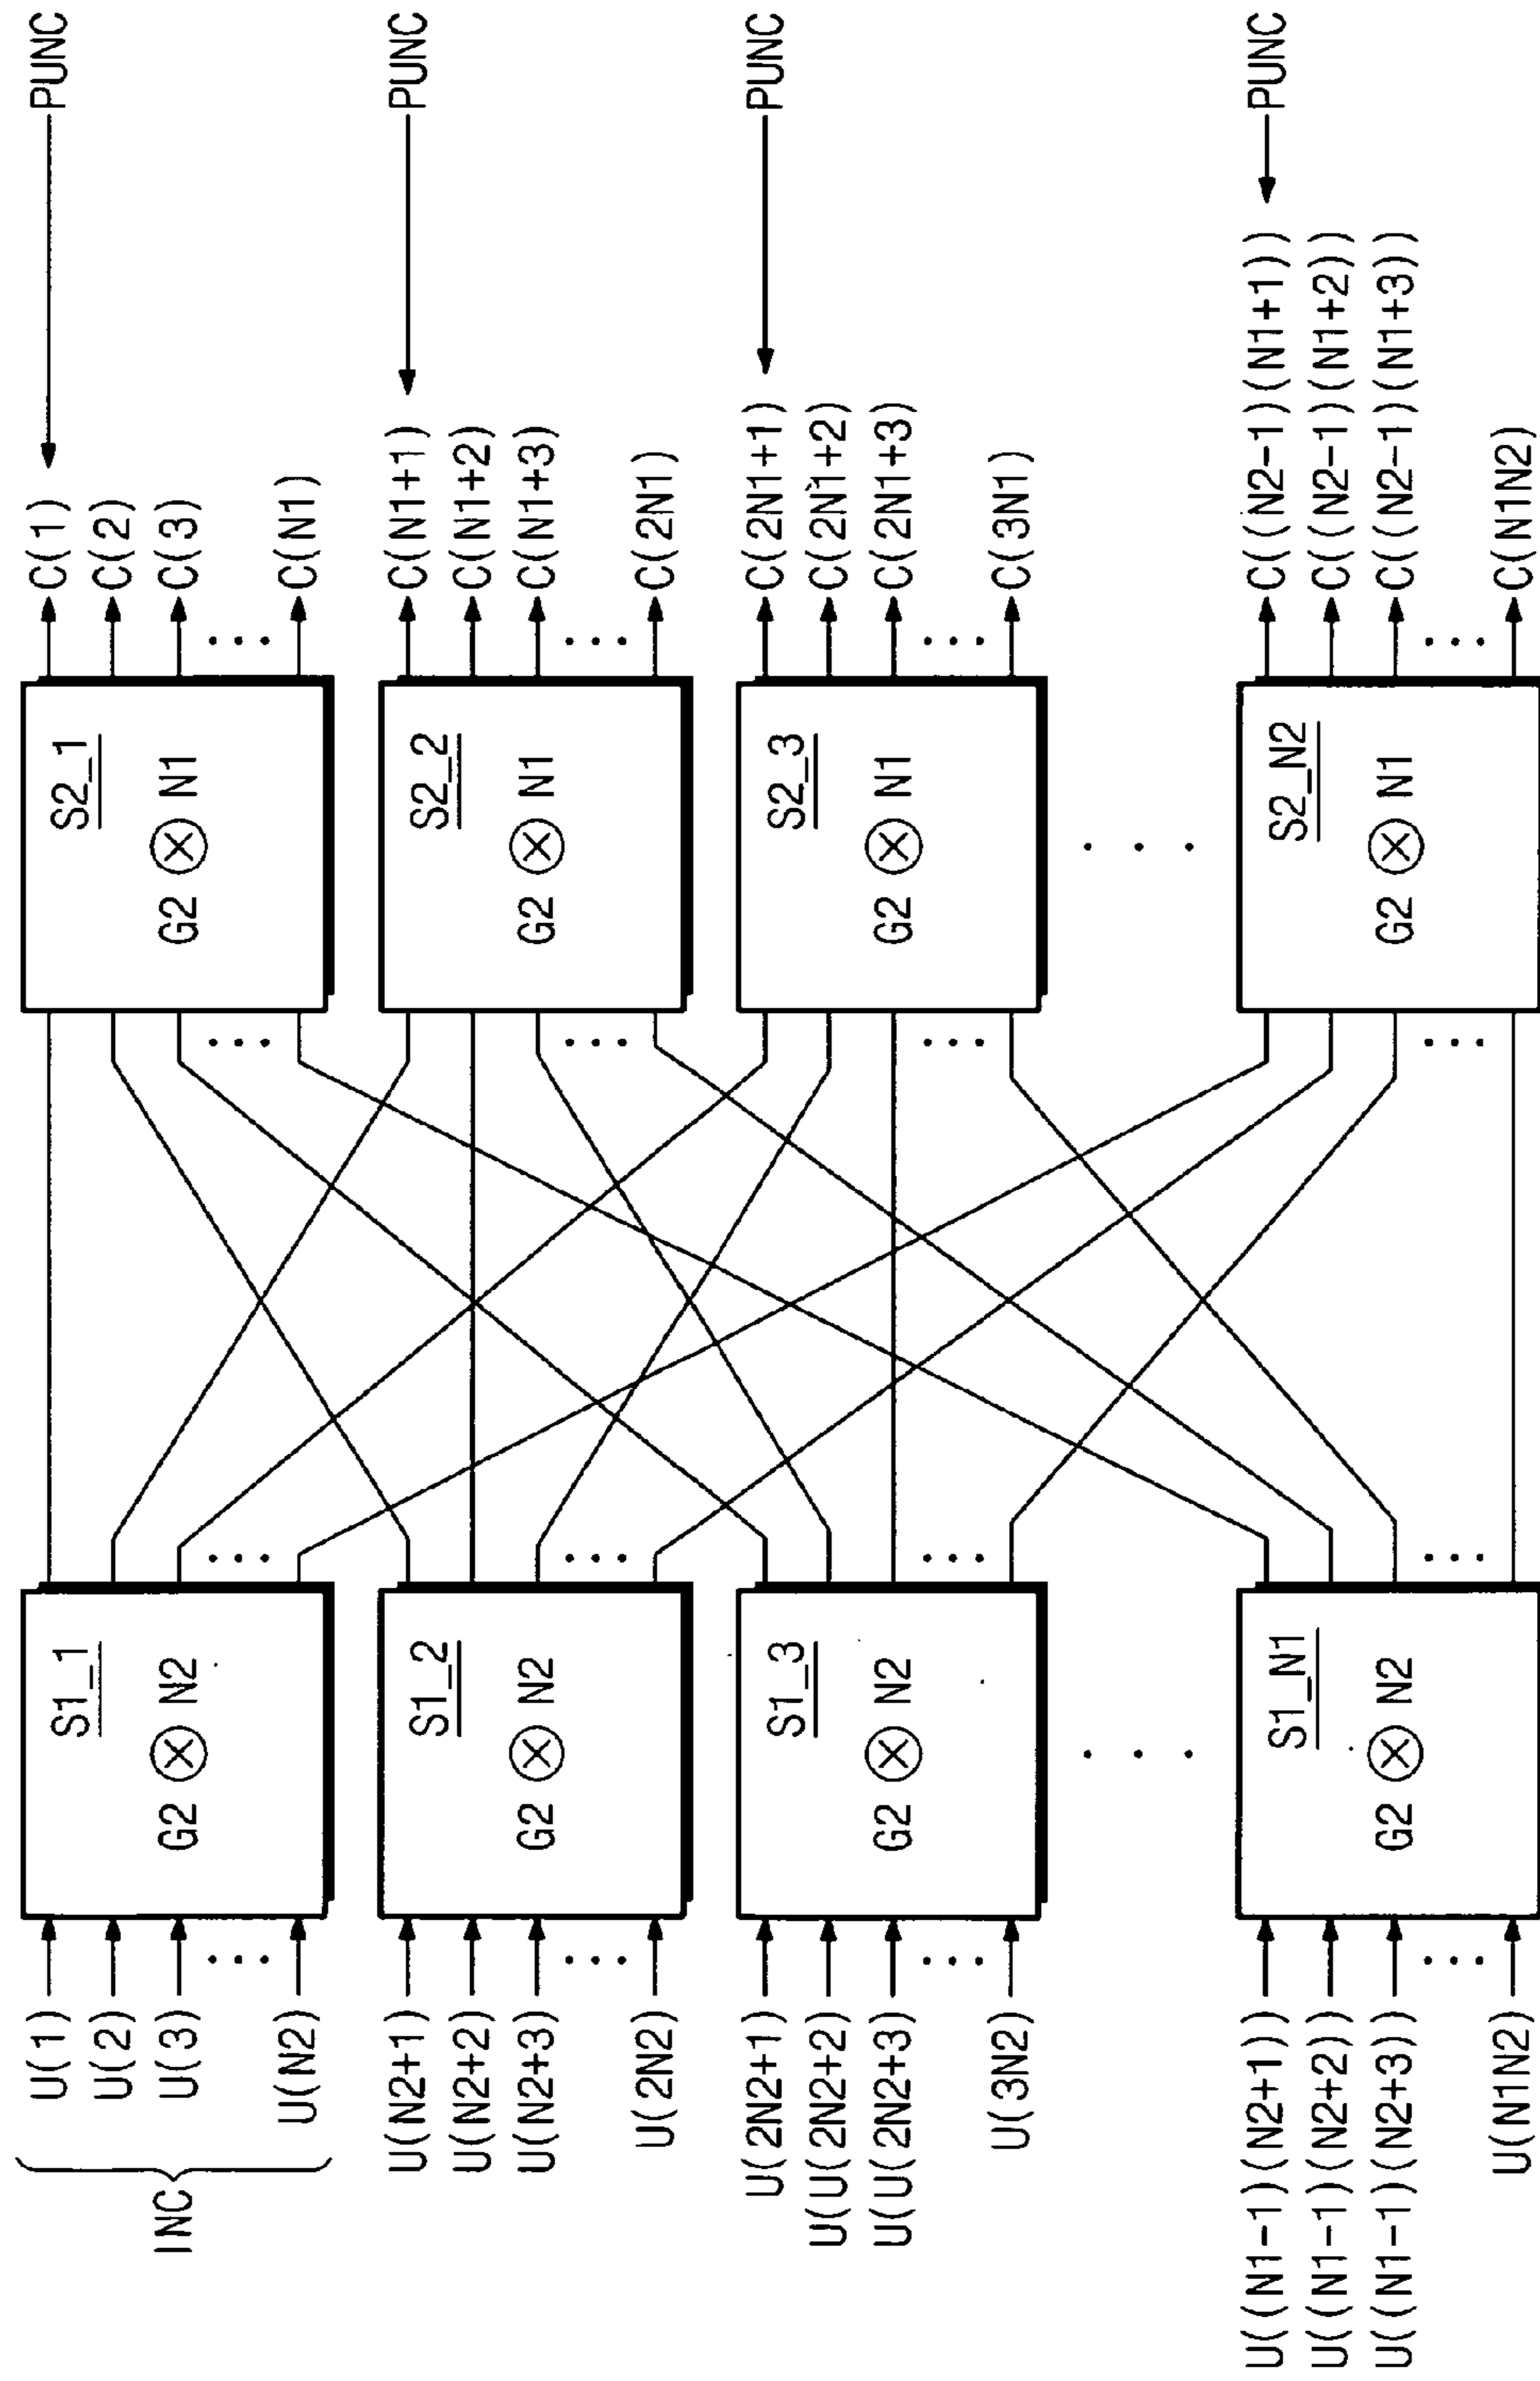 INC
U(1)
U(2)
U(3)
...
U(N2)
S1_1
G2 ⊗ N2
...
...
S2_1
G2 ⊗ N1
...
C(1)
C(2)
C(3)
...
C(N1)
PUNC
U(N2+1)
U(N2+2)
U(N2+3)
...
U(2N2)
S1_2
G2 ⊗ N2
...
...
S2_2
G2 ⊗ N1
...
C(N1+1)
C(N1+2)
C(N1+3)
C(2N1)
PUNC
U(2N2+1)
U(U(2N2+2)
U(U(2N2+3)
...
U(3N2)
S1_3
G2 ⊗ N2
...
...
S2_3
G2 ⊗ N1
...
C(2N1+1)
C(2N1+2)
C(2N1+3)
C(3N1)
PUNC
...
...
U((N1-1)(N2+1))
U((N1-1)(N2+2))
U((N1-1)(N2+3))
...
U(N1N2)
S1_N1
G2 ⊗ N2
...
...
S2_N2
G2 ⊗ N1
...
C((N2-1)(N1+1))
C((N2-1)(N1+2))
C((N2-1)(N1+3))
C(N1N2)
PUNC